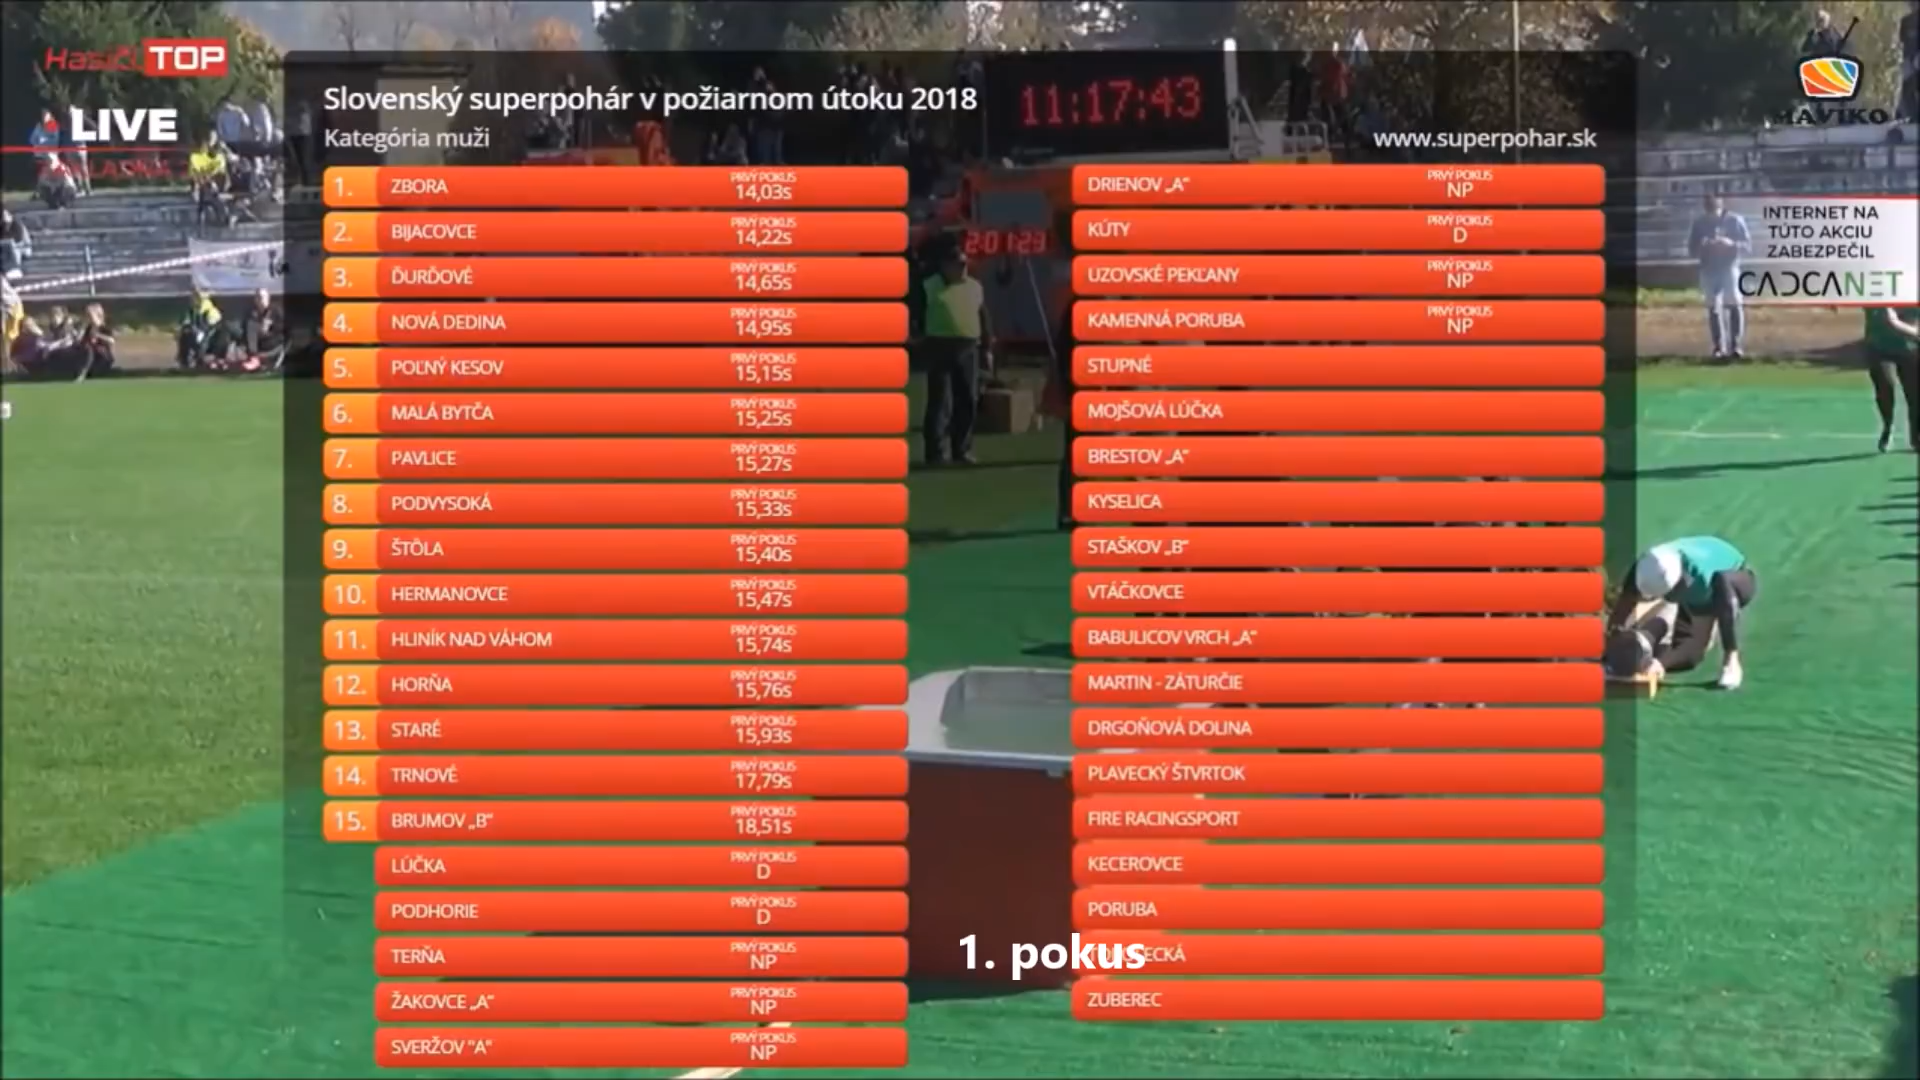 Hasiči TOP
LIVE
Slovenský superpohár v požiarnom útoku 2018
Kategória muži
11:17:43
www.superpohar.sk
MAVIKO
INTERNET NA
TÚTO AKCIU
ZABEZPEČIL
CADCANET
2:01:29
1. ZBORA PRVÝ POKUS 14,03s
2. BIJACOVCE PRVÝ POKUS 14,22s
3. ĎURĎOVÉ PRVÝ POKUS 14,65s
4. NOVÁ DEDINA PRVÝ POKUS 14,95s
5. POĽNÝ KESOV PRVÝ POKUS 15,15s
6. MALÁ BYTČA PRVÝ POKUS 15,25s
7. PAVLICE PRVÝ POKUS 15,27s
8. PODVYSOKÁ PRVÝ POKUS 15,33s
9. ŠTÔLA PRVÝ POKUS 15,40s
10. HERMANOVCE PRVÝ POKUS 15,47s
11. HLINÍK NAD VÁHOM PRVÝ POKUS 15,74s
12. HORŇA PRVÝ POKUS 15,76s
13. STARÉ PRVÝ POKUS 15,93s
14. TRNOVÉ PRVÝ POKUS 17,79s
15. BRUMOV „B" PRVÝ POKUS 18,51s
LÚČKA PRVÝ POKUS D
PODHORIE PRVÝ POKUS D
TERŇA PRVÝ POKUS NP
ŽAKOVCE „A" PRVÝ POKUS NP
SVERŽOV "A" PRVÝ POKUS NP
DRIENOV „A" PRVÝ POKUS NP
KÚTY PRVÝ POKUS D
UZOVSKÉ PEKĽANY PRVÝ POKUS NP
KAMENNÁ PORUBA PRVÝ POKUS NP
STUPNÉ
MOJŠOVÁ LÚČKA
BRESTOV „A"
KYSELICA
STAŠKOV „B"
VTÁČKOVCE
BABULICOV VRCH „A"
MARTIN - ZÁTURČIE
DRGOŇOVÁ DOLINA
PLAVECKÝ ŠTVRTOK
FIRE RACINGSPORT
KECEROVCE
PORUBA
ZUBEREC
1. pokus